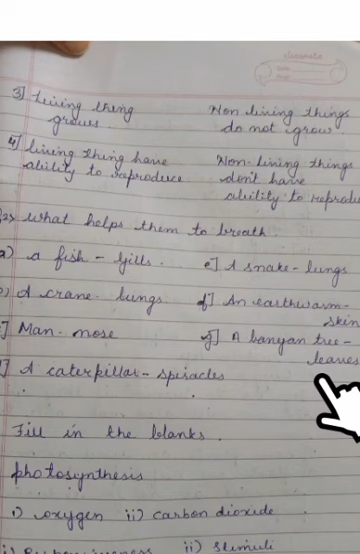 classmate
3] Living thing Non living things
grows. do not grow
4] living thing have Non-living things
ability to reproduce don't have
ability to reprodu
what helps them to breath.
a) a fish - Gills. e] A snake - lungs
A crane - lungs f] An earthwarm-
skin
Man - nose g] A banyan tree -
leaves
A caterpillar - spiracles
Fill in the blanks.
photosynthesis
i) oxygen ii) carbon dioxide
ii) stimuli